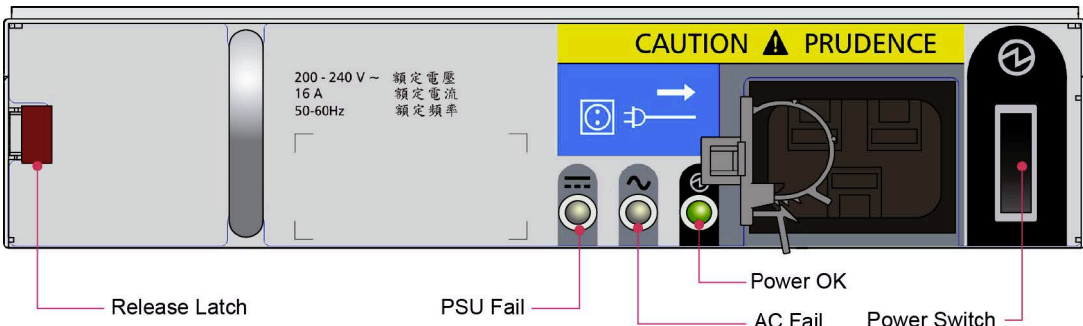 CAUTION ⚠ PRUDENCE
200 - 240 V ~ 額定電壓
16 A 額定電流
50-60Hz 額定頻率
Release Latch
PSU Fail
Power OK
AC Fail
Power Switch